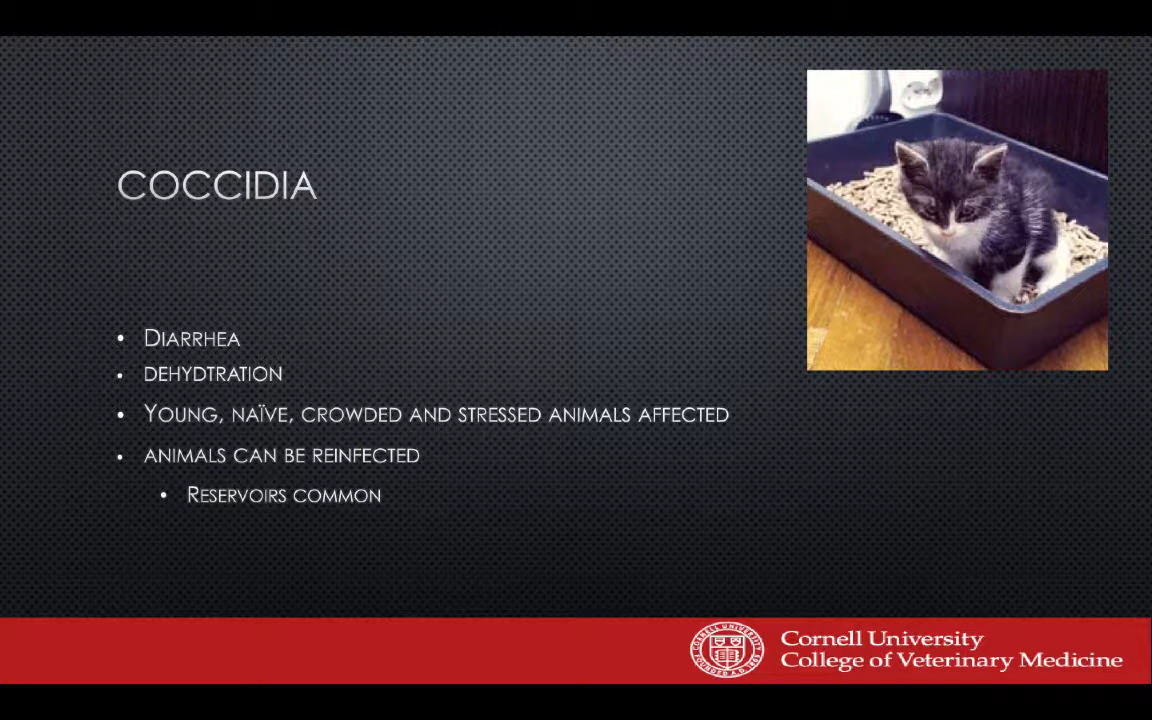 COCCIDIA
• DIARRHEA
• DEHYDTRATION
• YOUNG, NAÏVE, CROWDED AND STRESSED ANIMALS AFFECTED
• ANIMALS CAN BE REINFECTED
• RESERVOIRS COMMON
Cornell University
College of Veterinary Medicine